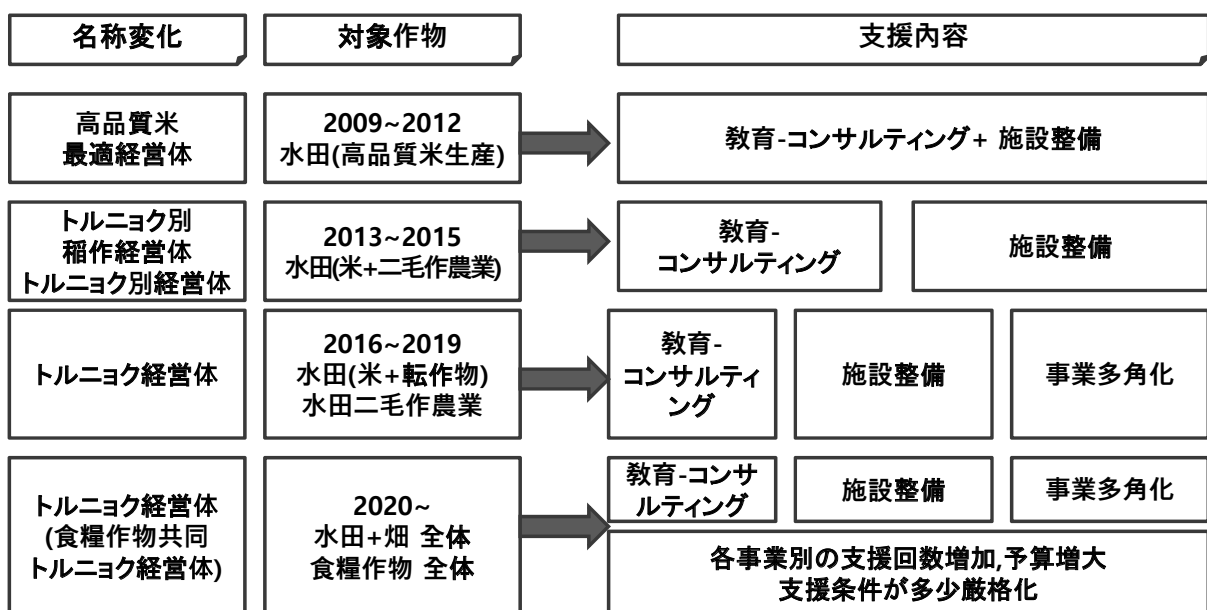 名称変化
対象作物
支援內容
高品質米
最適経営体
2009~2012
水田(高品質米生産)
敎育-コンサルティング+ 施設整備
トルニョク別
稲作経営体
トルニョク別経営体
2013~2015
水田(米+二毛作農業)
敎育-
コンサルティング
施設整備
トルニョク経営体
2016~2019
水田(米+転作物)
水田二毛作農業
敎育-
コンサルティ
ング
施設整備
事業多角化
トルニョク経営体
(食糧作物共同
トルニョク経営体)
2020~
水田+畑 全体
食糧作物 全体
敎育-コンサ
ルティング
施設整備
事業多角化
各事業別の支援回数増加,予算増大
支援条件が多少厳格化